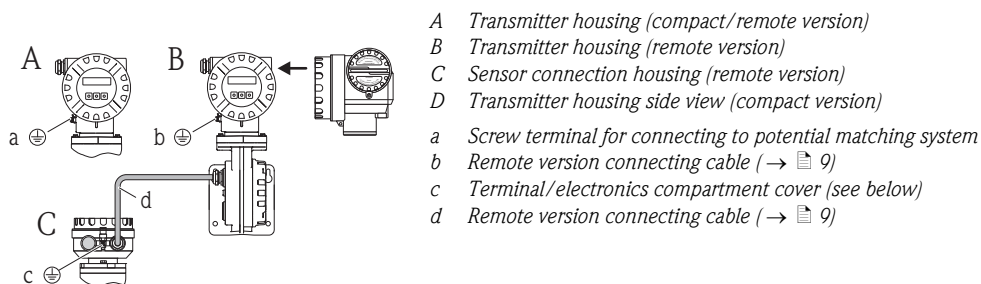 A Transmitter housing (compact/remote version)
B Transmitter housing (remote version)
C Sensor connection housing (remote version)
D Transmitter housing side view (compact version)
a Screw terminal for connecting to potential matching system
b Remote version connecting cable (→ 9)
c Terminal/electronics compartment cover (see below)
d Remote version connecting cable (→ 9)
A
B
a
b
d
C
c